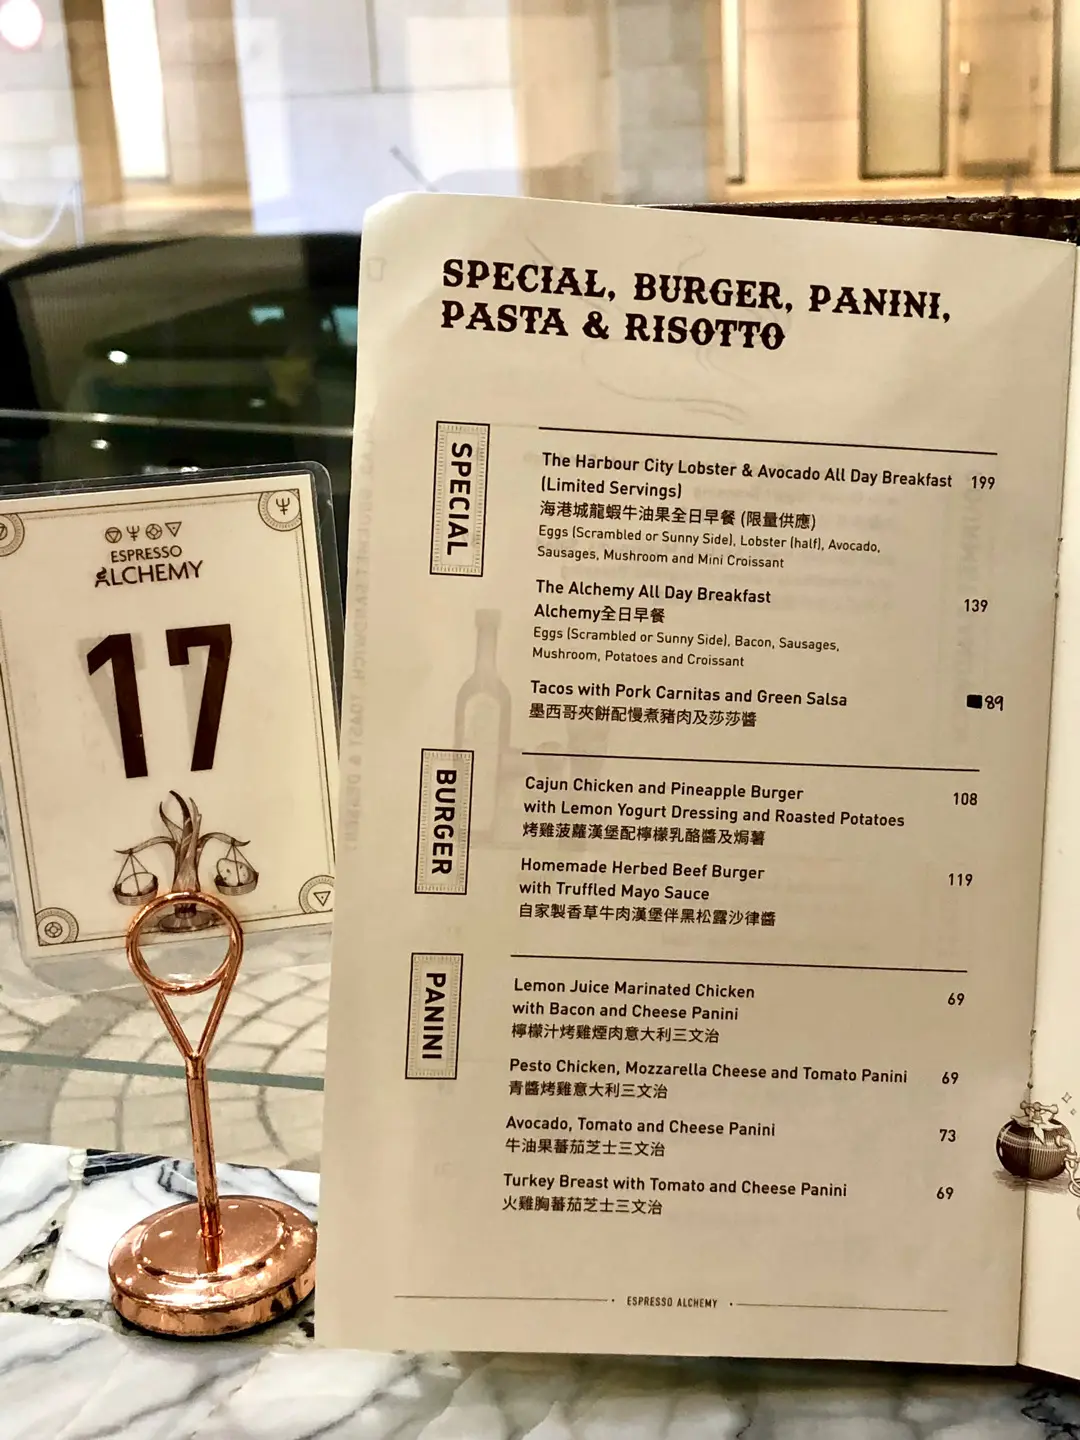 ESPRESSO
ALCHEMY
17
SPECIAL, BURGER, PANINI,
PASTA & RISOTTO
SPECIAL
The Harbour City Lobster & Avocado All Day Breakfast 199
(Limited Servings)
海港城龍蝦牛油果全日早餐 (限量供應)
Eggs (Scrambled or Sunny Side), Lobster (half), Avocado,
Sausages, Mushroom and Mini Croissant
The Alchemy All Day Breakfast 139
Alchemy全日早餐
Eggs (Scrambled or Sunny Side), Bacon, Sausages,
Mushroom, Potatoes and Croissant
Tacos with Pork Carnitas and Green Salsa 89
墨西哥夾餅配慢煮豬肉及莎莎醬
BURGER
Cajun Chicken and Pineapple Burger 108
with Lemon Yogurt Dressing and Roasted Potatoes
烤雞菠蘿漢堡配檸檬乳酪醬及焗薯
Homemade Herbed Beef Burger 119
with Truffled Mayo Sauce
自家製香草牛肉漢堡伴黑松露沙律醬
PANINI
Lemon Juice Marinated Chicken 69
with Bacon and Cheese Panini
檸檬汁烤雞煙肉意大利三文治
Pesto Chicken, Mozzarella Cheese and Tomato Panini 69
青醬烤雞意大利三文治
Avocado, Tomato and Cheese Panini 73
牛油果蕃茄芝士三文治
Turkey Breast with Tomato and Cheese Panini 69
火雞胸蕃茄芝士三文治
ESPRESSO ALCHEMY